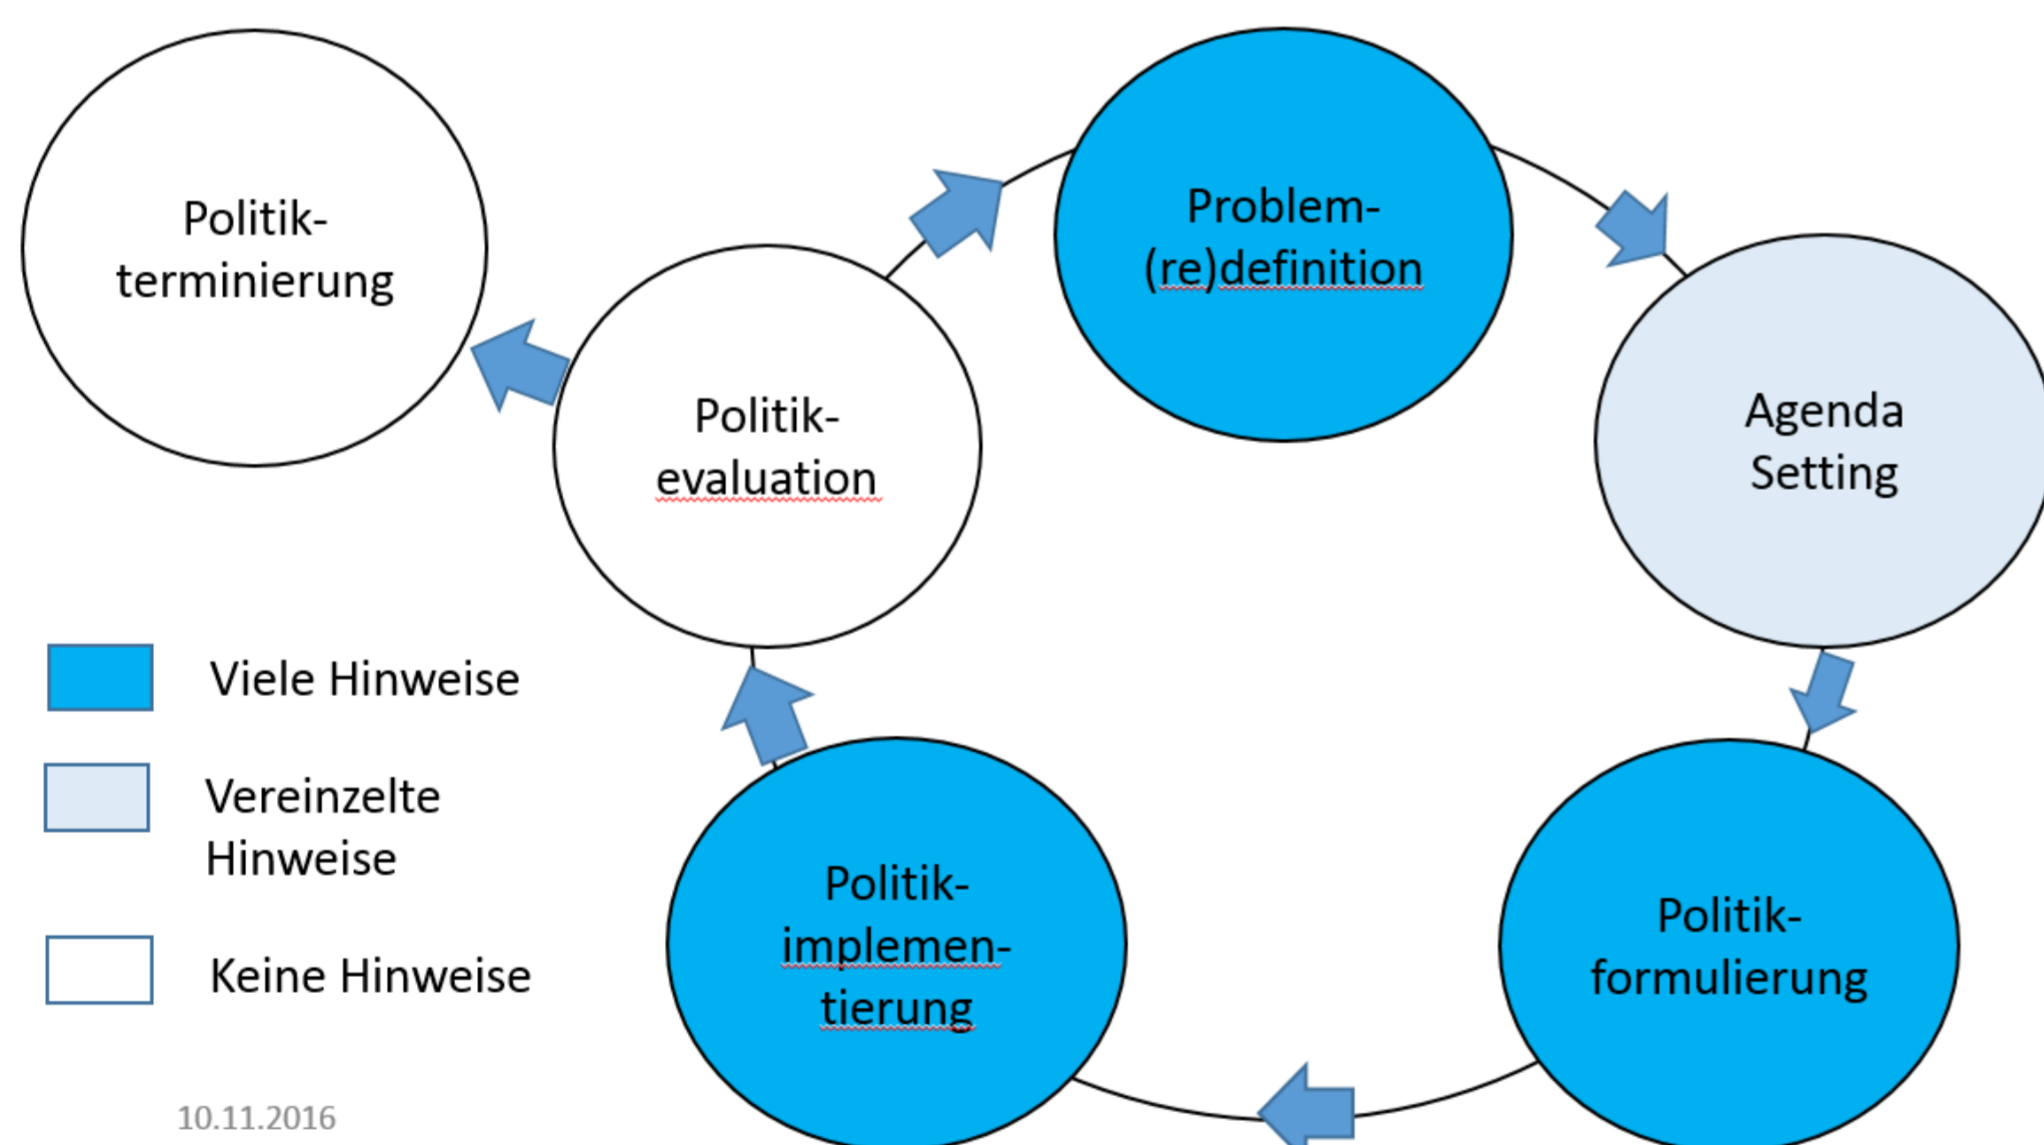 Politik-
terminierung
Politik-
evaluation
Problem-
(re)definition
Agenda
Setting
Politik-
formulierung
Politik-
implemen-
tierung
Viele Hinweise
Vereinzelte
Hinweise
Keine Hinweise
10.11.2016